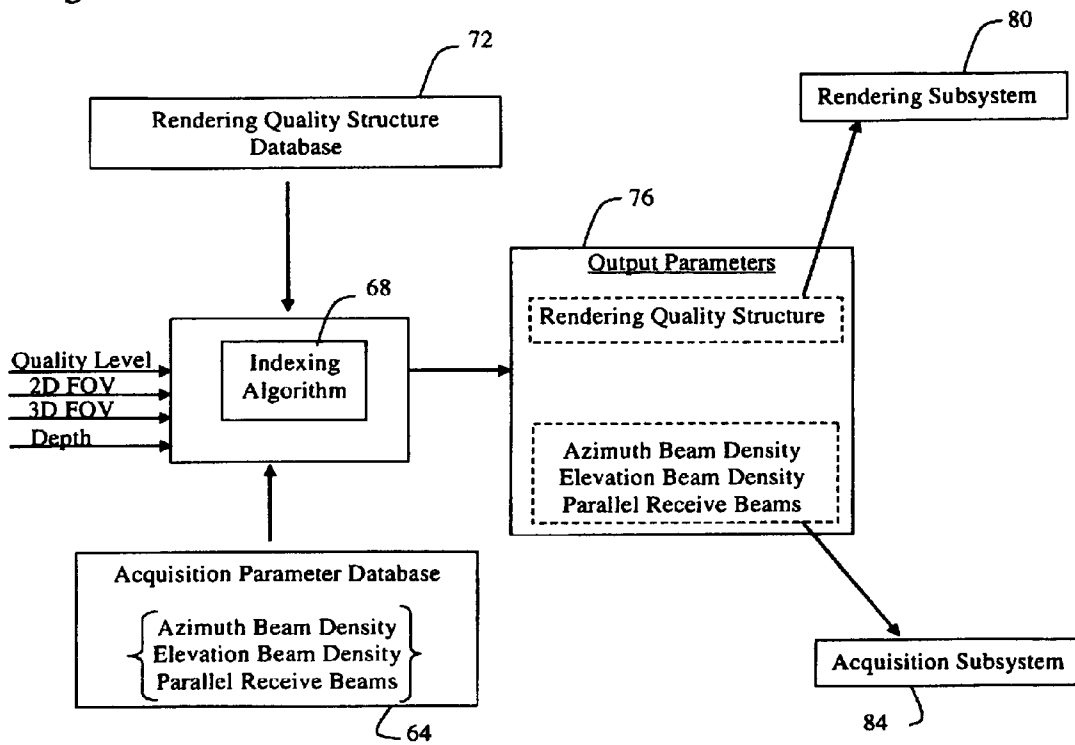 72
80
Rendering Quality Structure
Database
Rendering Subsystem
76
Output Parameters
Rendering Quality Structure
68
Indexing
Algorithm
Quality Level
2D FOV
3D FOV
Depth
Azimuth Beam Density
Elevation Beam Density
Parallel Receive Beams
Acquisition Parameter Database
Azimuth Beam Density
Elevation Beam Density
Parallel Receive Beams
64
Acquisition Subsystem
84